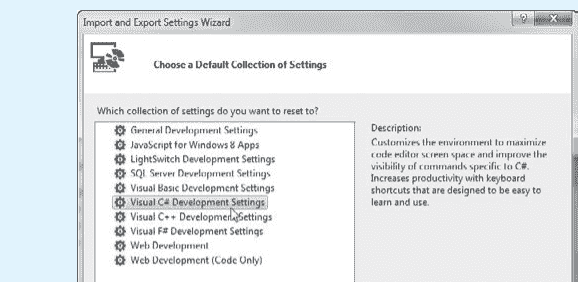 Import and Export Settings Wizard
Choose a Default Collection of Settings
Which collection of settings do you want to reset to?
General Development Settings
JavaScript for Windows 8 Apps
LightSwitch Development Settings
SQL Server Development Settings
Visual Basic Development Settings
Visual C# Development Settings
Visual C++ Development Settings
Visual F# Development Settings
Web Development
Web Development (Code Only)
Description:
Customizes the environment to maximize
code editor screen space and improve the
visibility of commands specific to C#.
Increases productivity with keyboard
shortcuts that are designed to be easy to
learn and use.